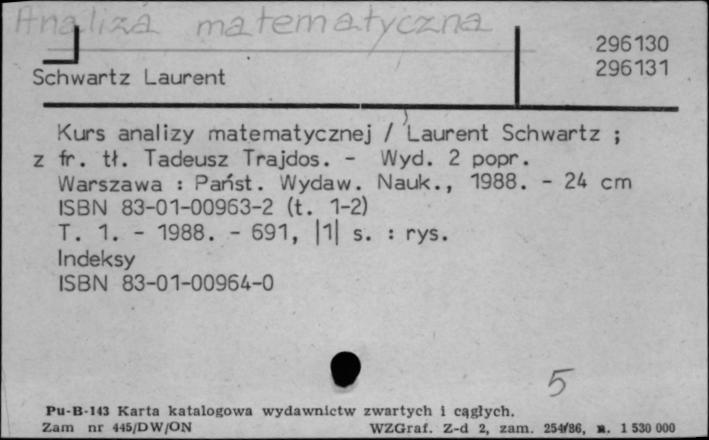 Analiza matematyczna
296130
296131
Schwartz Laurent
Kurs analizy matematycznej / Laurent Schwartz ;
z fr. tł. Tadeusz Trajdos. - Wyd. 2 popr.
Warszawa : Państ. Wydaw. Nauk., 1988. - 24 cm
ISBN 83-01-00963-2 (t. 1-2)
T. 1. - 1988. - 691, |1| s. : rys.
Indeksy
ISBN 83-01-00964-0
5
Pu-B-143 Karta katalogowa wydawnictw zwartych i ciągłych.
Zam nr 445/DW/ON WZGraf. Z-d 2, zam. 254/86, n. 1 530 000